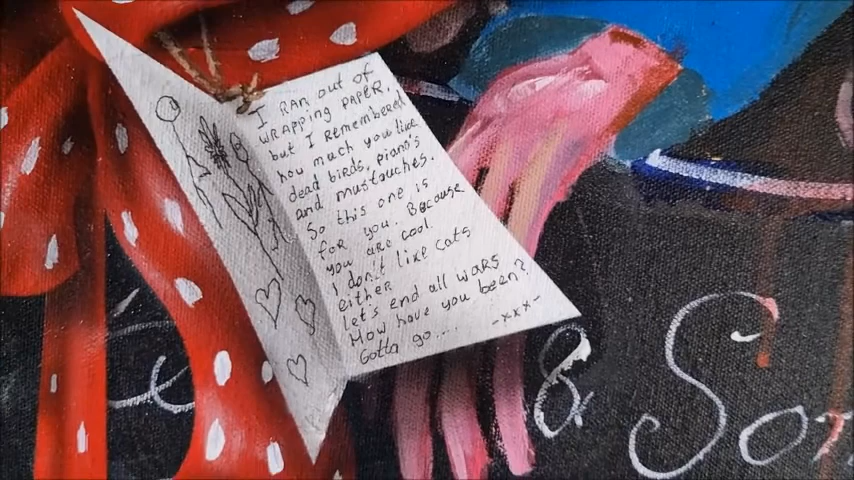 I RAN out of
WRAPPING PAPER,
but I remembered
how much you like
dead birds, piano's
and mustouches.
So this one is
for you. Because
you are cool.
I don't like cats
either
let's end all wars
How have you been?
Gotta go.... -xxx-
& So